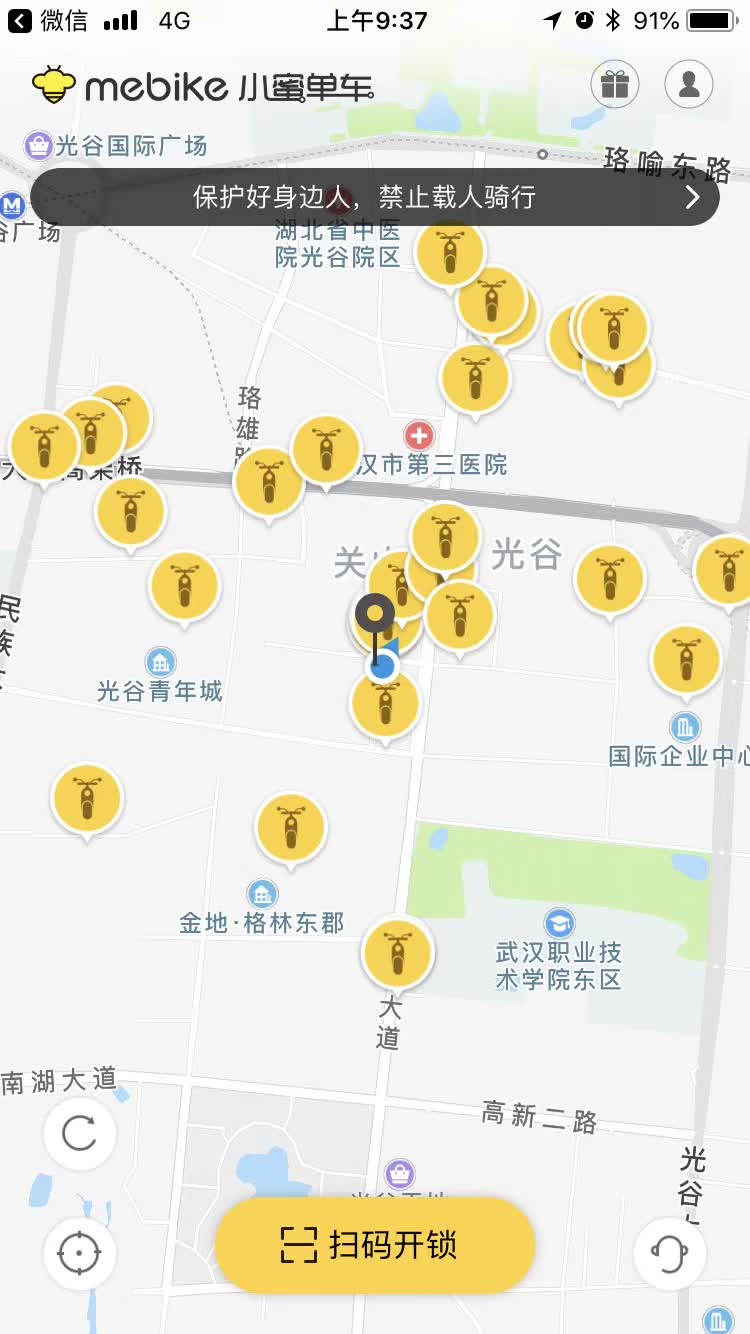 微信 4G 上午9:37 91%
mebike 小蜜单车
光谷国际广场
珞喻东路
保护好身边人，禁止载人骑行
谷广场
湖北省中医
院光谷院区
珞雄路
汉市第三医院
光谷
民族
光谷青年城
国际企业中心
金地·格林东郡
武汉职业技
术学院东区
大道
南湖大道
高新二路
光谷
扫码开锁